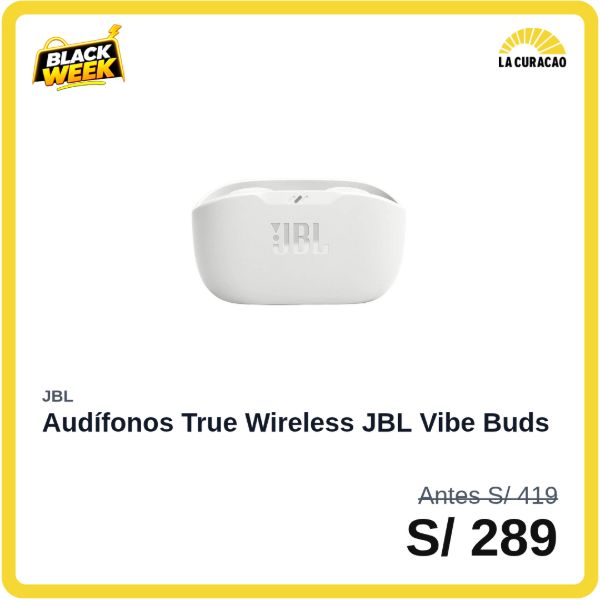 BLACK
WEEK
LA CURACAO
JBL
JBL
Audífonos True Wireless JBL Vibe Buds
Antes S/ 419
S/ 289